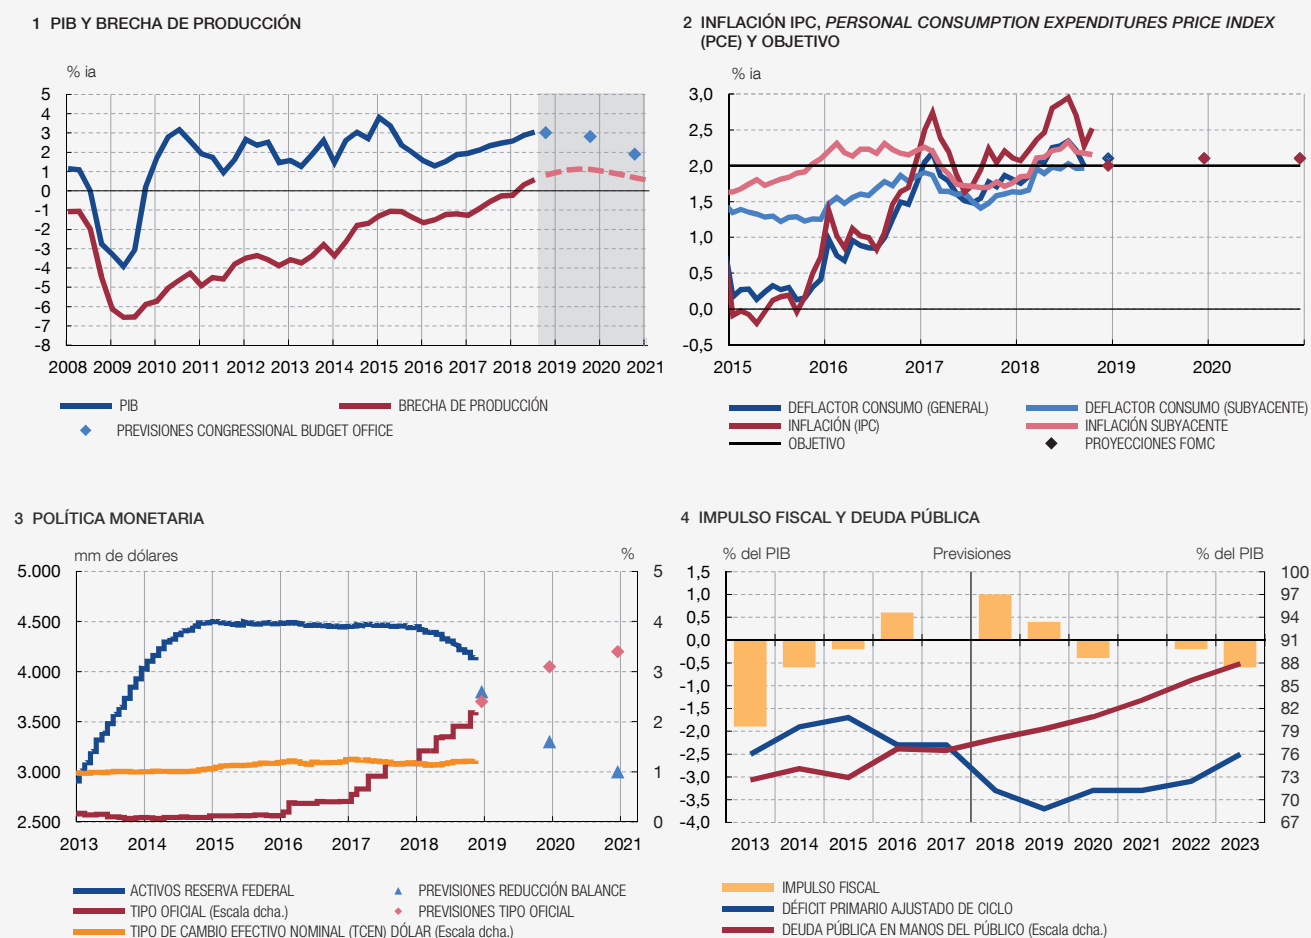 1 PIB Y BRECHA DE PRODUCCIÓN
% ia
5
4
3
2
1
0
-1
-2
-3
-4
-5
-6
-7
-8
2008 2009 2010 2011 2012 2013 2014 2015 2016 2017 2018 2019 2020 2021
PIB
BRECHA DE PRODUCCIÓN
PREVISIONES CONGRESSIONAL BUDGET OFFICE
2 INFLACIÓN IPC, PERSONAL CONSUMPTION EXPENDITURES PRICE INDEX
(PCE) Y OBJETIVO
% ia
3,0
2,5
2,0
1,5
1,0
0,5
0,0
-0,5
2015 2016 2017 2018 2019 2020
DEFLACTOR CONSUMO (GENERAL)
DEFLACTOR CONSUMO (SUBYACENTE)
INFLACIÓN (IPC)
INFLACIÓN SUBYACENTE
OBJETIVO
PROYECCIONES FOMC
3 POLÍTICA MONETARIA
mm de dólares
%
5.000
4.500
4.000
3.500
3.000
2.500
5
4
3
2
1
0
2013 2014 2015 2016 2017 2018 2019 2020 2021
ACTIVOS RESERVA FEDERAL
PREVISIONES REDUCCIÓN BALANCE
TIPO OFICIAL (Escala dcha.)
PREVISIONES TIPO OFICIAL
TIPO DE CAMBIO EFECTIVO NOMINAL (TCEN) DÓLAR (Escala dcha.)
4 IMPULSO FISCAL Y DEUDA PÚBLICA
% del PIB
Previsiones
% del PIB
1,5
1,0
0,5
0,0
-0,5
-1,0
-1,5
-2,0
-2,5
-3,0
-3,5
-4,0
100
97
94
91
88
85
82
79
76
73
70
67
2013 2014 2015 2016 2017 2018 2019 2020 2021 2022 2023
IMPULSO FISCAL
DÉFICIT PRIMARIO AJUSTADO DE CICLO
DEUDA PÚBLICA EN MANOS DEL PÚBLICO (Escala dcha.)